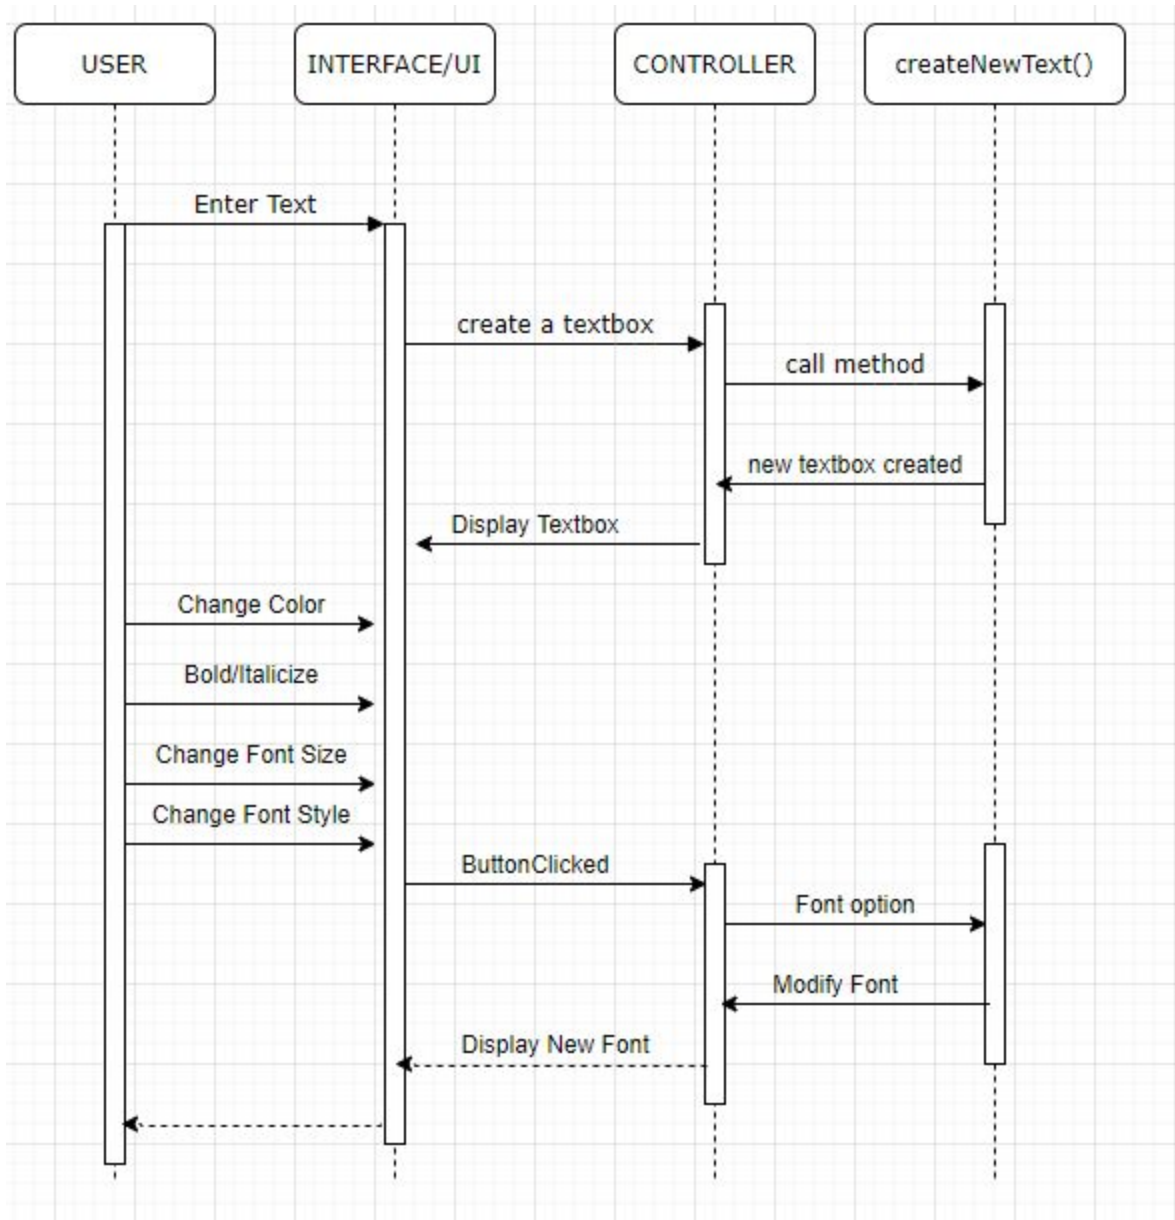 USER
INTERFACE/UI
CONTROLLER
createNewText()
Enter Text
create a textbox
call method
new textbox created
Display Textbox
Change Color
Bold/Italicize
Change Font Size
Change Font Style
ButtonClicked
Font option
Modify Font
Display New Font